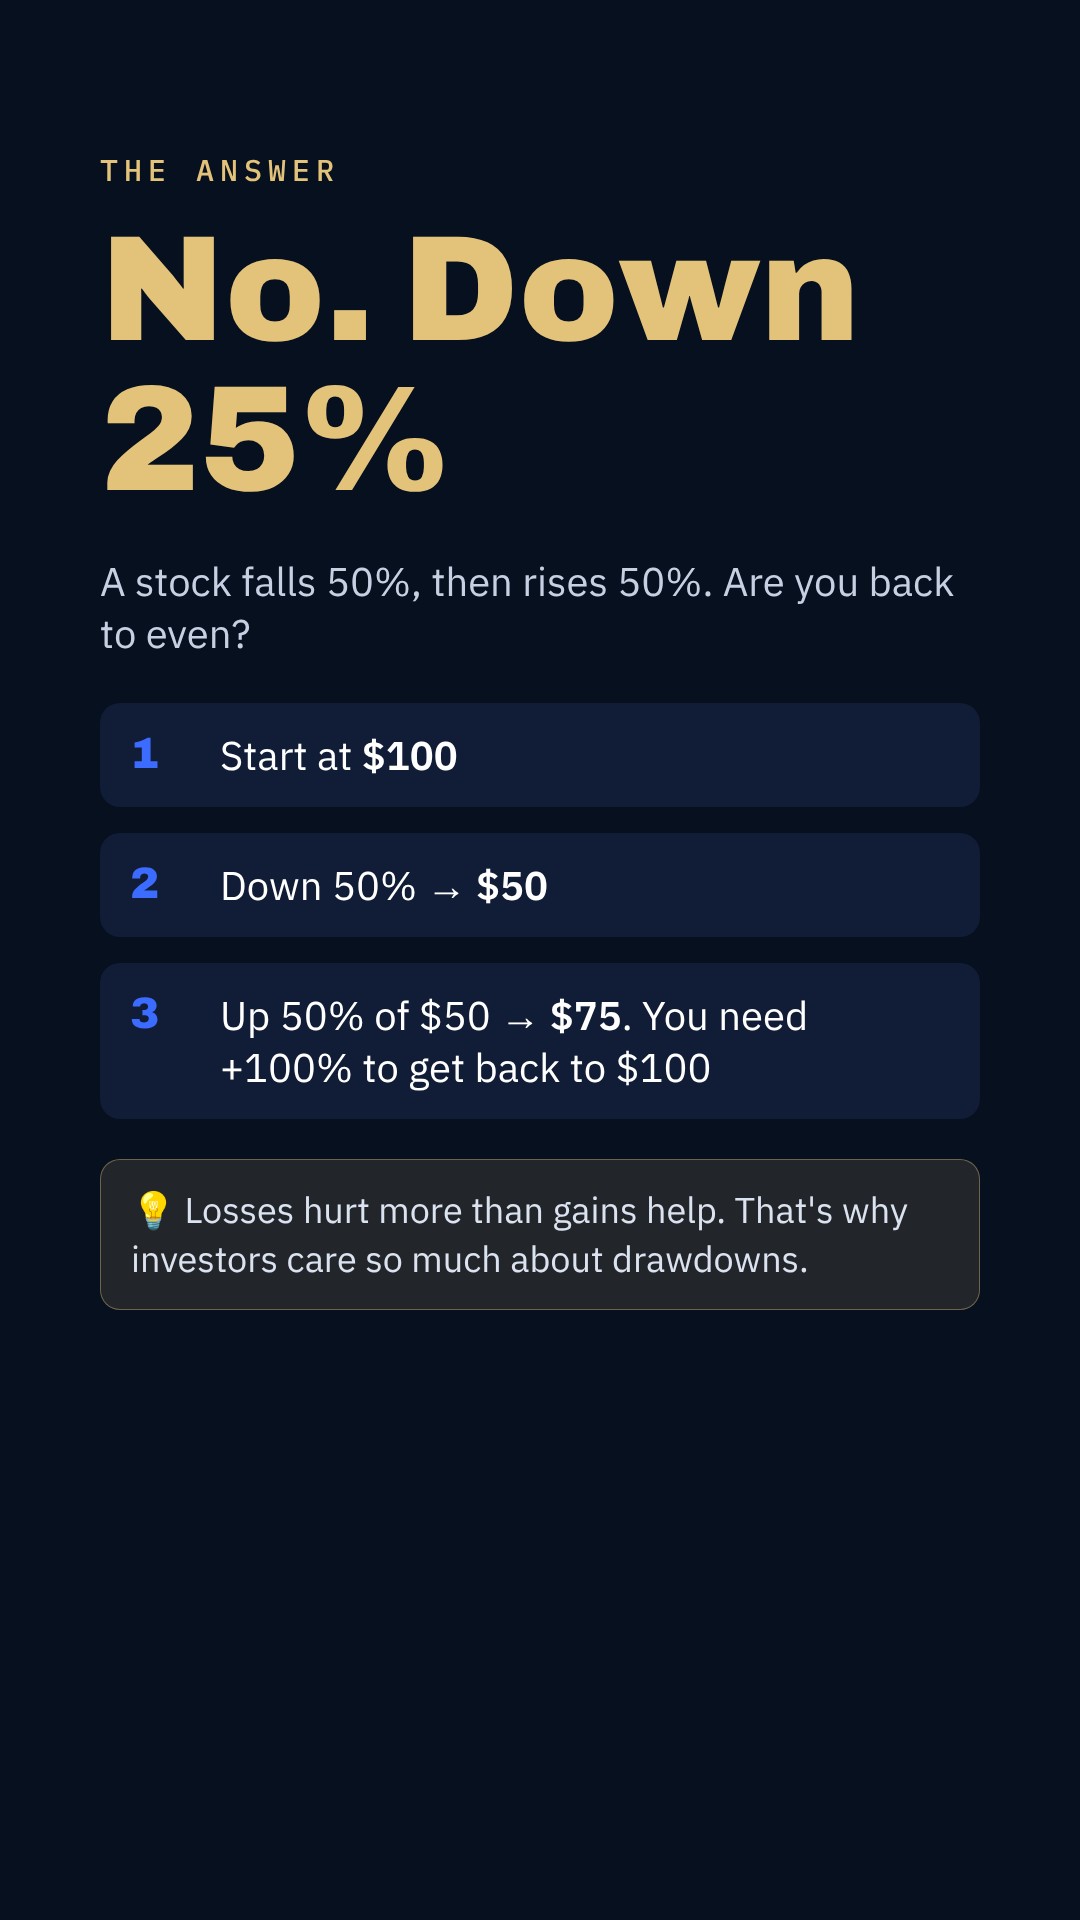 THE ANSWER
No. Down
25%
A stock falls 50%, then rises 50%. Are you back
to even?
1 Start at $100
2 Down 50% → $50
3 Up 50% of $50 → $75. You need
+100% to get back to $100
💡 Losses hurt more than gains help. That's why
investors care so much about drawdowns.